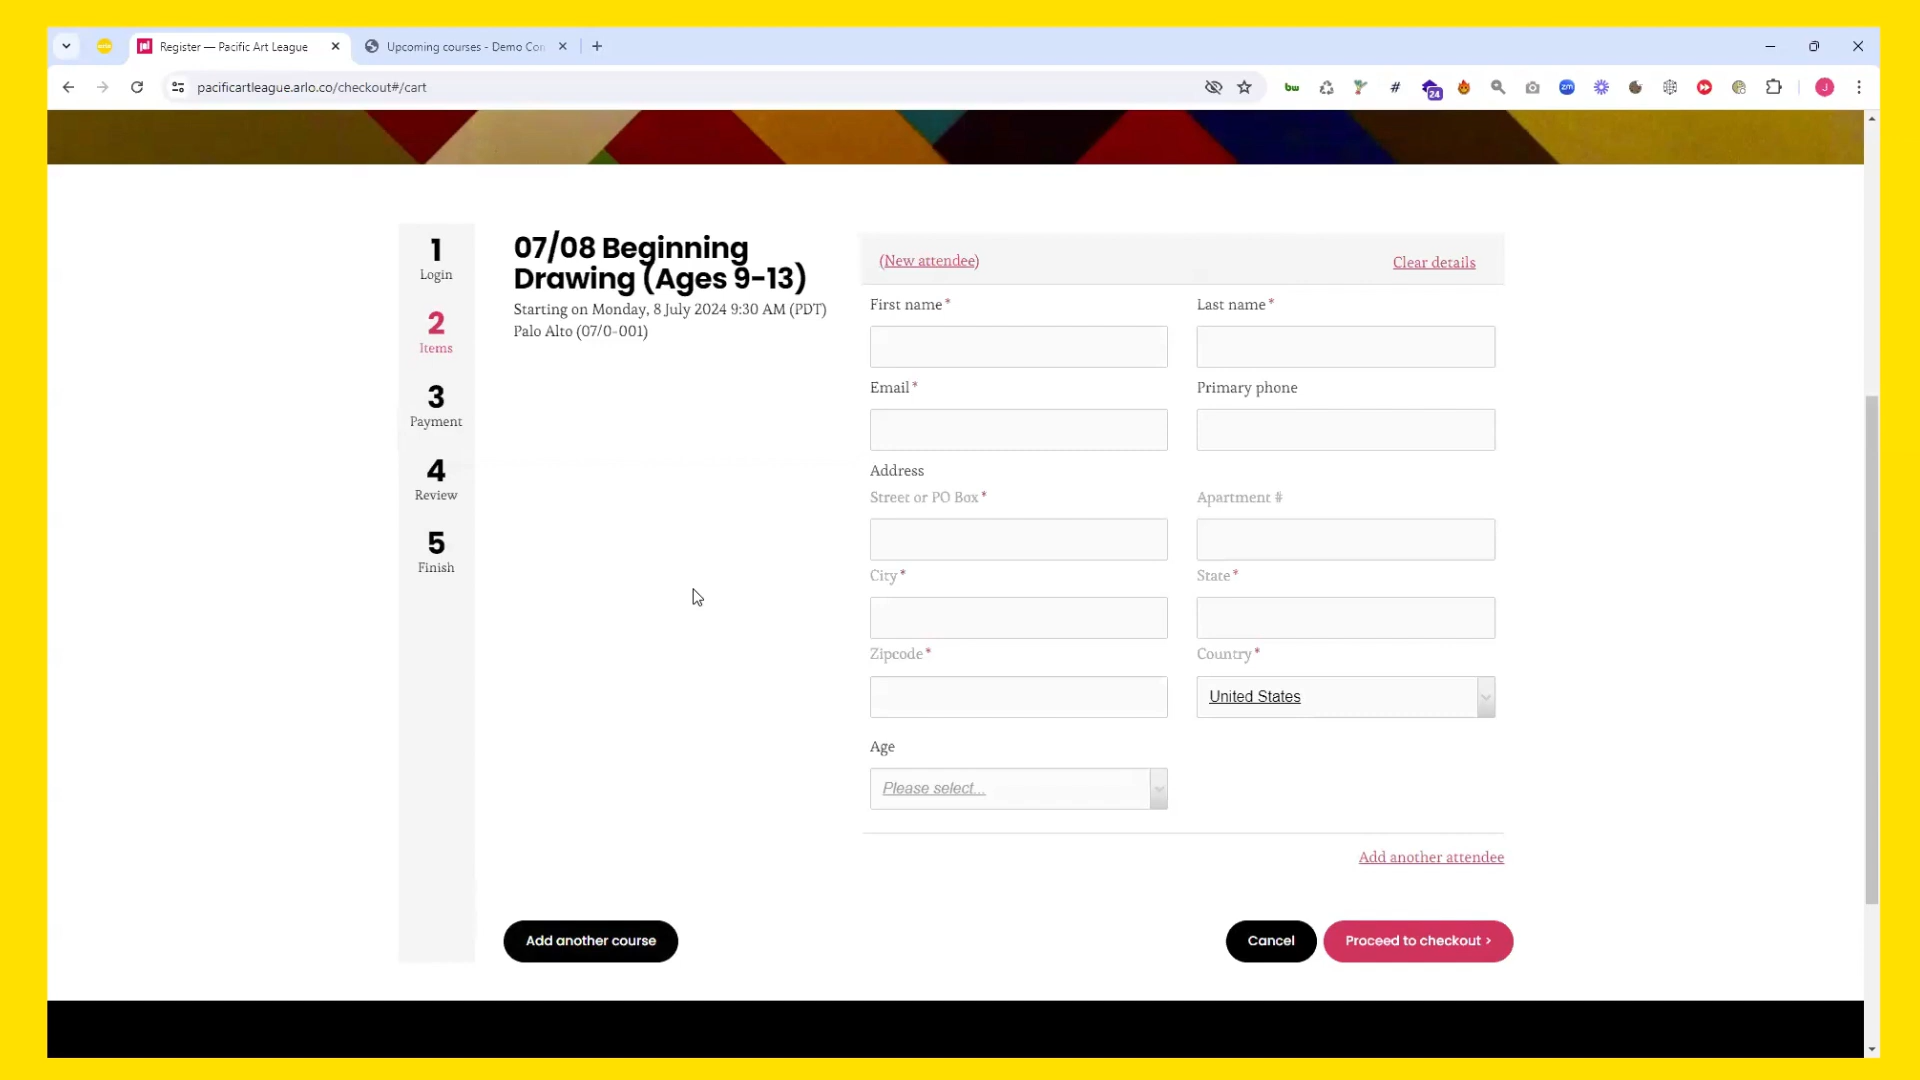 Register — Pacific Art League
Upcoming courses - Demo Con
pacificartleague.arlo.co/checkout#/cart
bw
#
24
zm
J
1
Login
2
Items
3
Payment
4
Review
5
Finish
07/08 Beginning
Drawing (Ages 9-13)
Starting on Monday, 8 July 2024 9:30 AM (PDT)
Palo Alto (07/0-001)
(New attendee)
Clear details
First name*
Last name*
Email*
Primary phone
Address
Street or PO Box*
Apartment #
City*
State*
Zipcode*
Country*
United States
Age
Please select...
Add another attendee
Add another course
Cancel
Proceed to checkout >